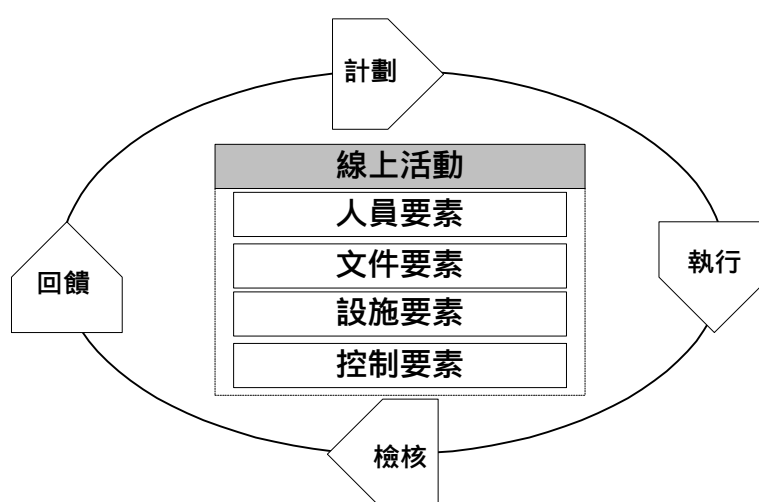 計劃
線上活動
人員要素
文件要素
設施要素
控制要素
執行
回饋
檢核